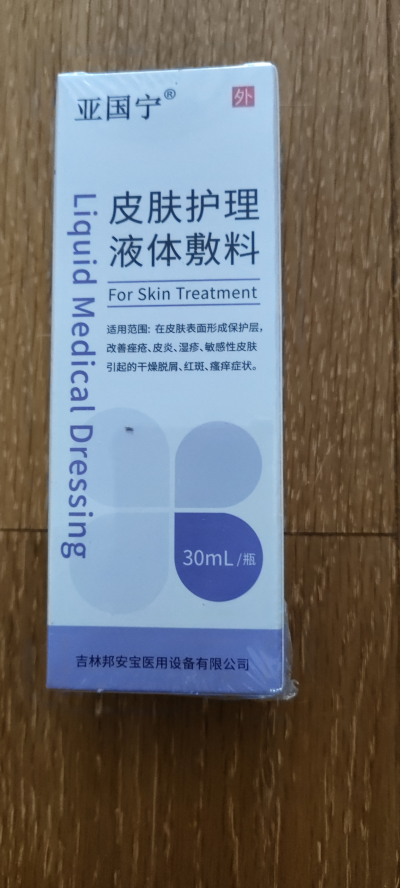 亚国宁®
外
皮肤护理
液体敷料
For Skin Treatment
适用范围: 在皮肤表面形成保护层,
改善痤疮、皮炎、湿疹、敏感性皮肤
引起的干燥脱屑、红斑、瘙痒症状。
Liquid Medical Dressing
30mL/瓶
吉林邦安宝医用设备有限公司